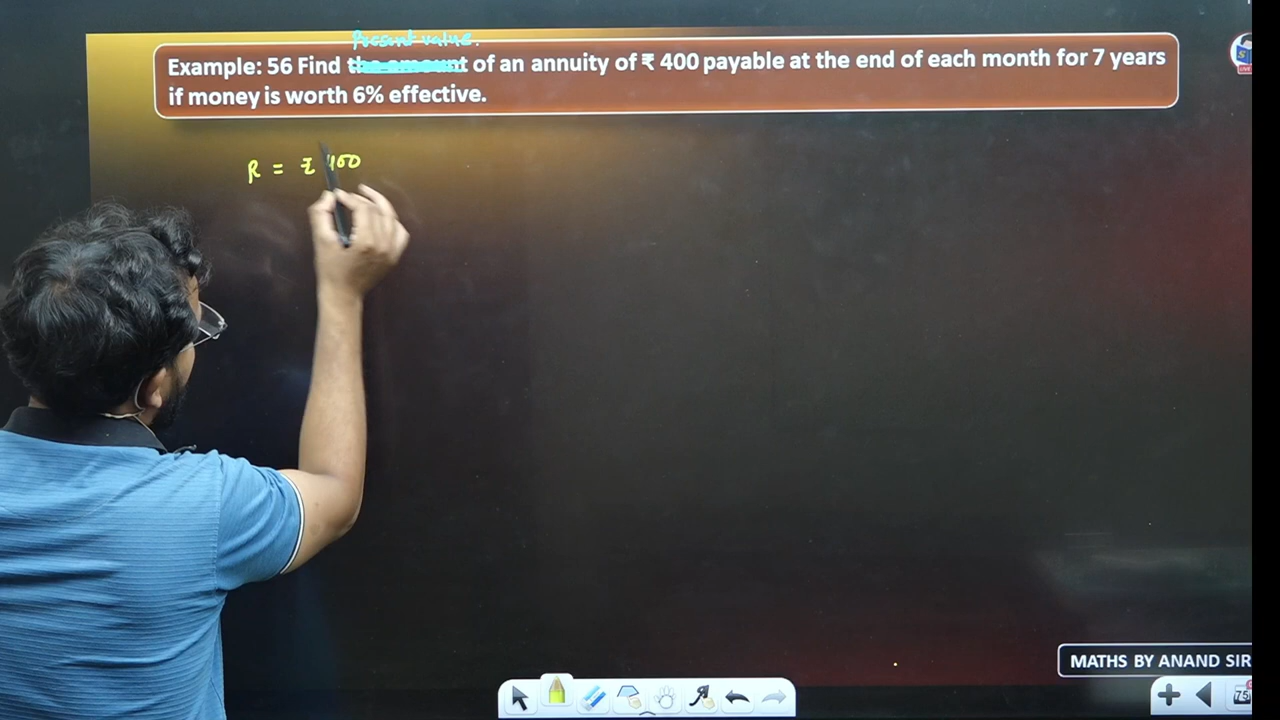 Present value.
Example: 56 Find the amount of an annuity of ₹ 400 payable at the end of each month for 7 years
if money is worth 6% effective.
R = ₹ 400
MATHS BY ANAND SIR